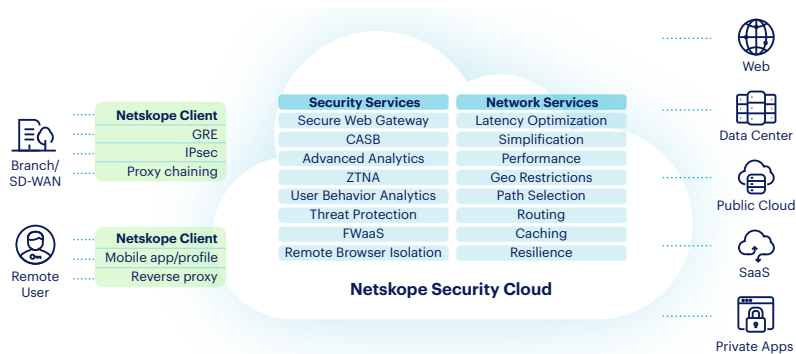 Branch/
SD-WAN
Netskope Client
GRE
IPsec
Proxy chaining
Remote
User
Netskope Client
Mobile app/profile
Reverse proxy
Security Services
Secure Web Gateway
CASB
Advanced Analytics
ZTNA
User Behavior Analytics
Threat Protection
FWaaS
Remote Browser Isolation
Network Services
Latency Optimization
Simplification
Performance
Geo Restrictions
Path Selection
Routing
Caching
Resilience
Netskope Security Cloud
Web
Data Center
Public Cloud
SaaS
Private Apps